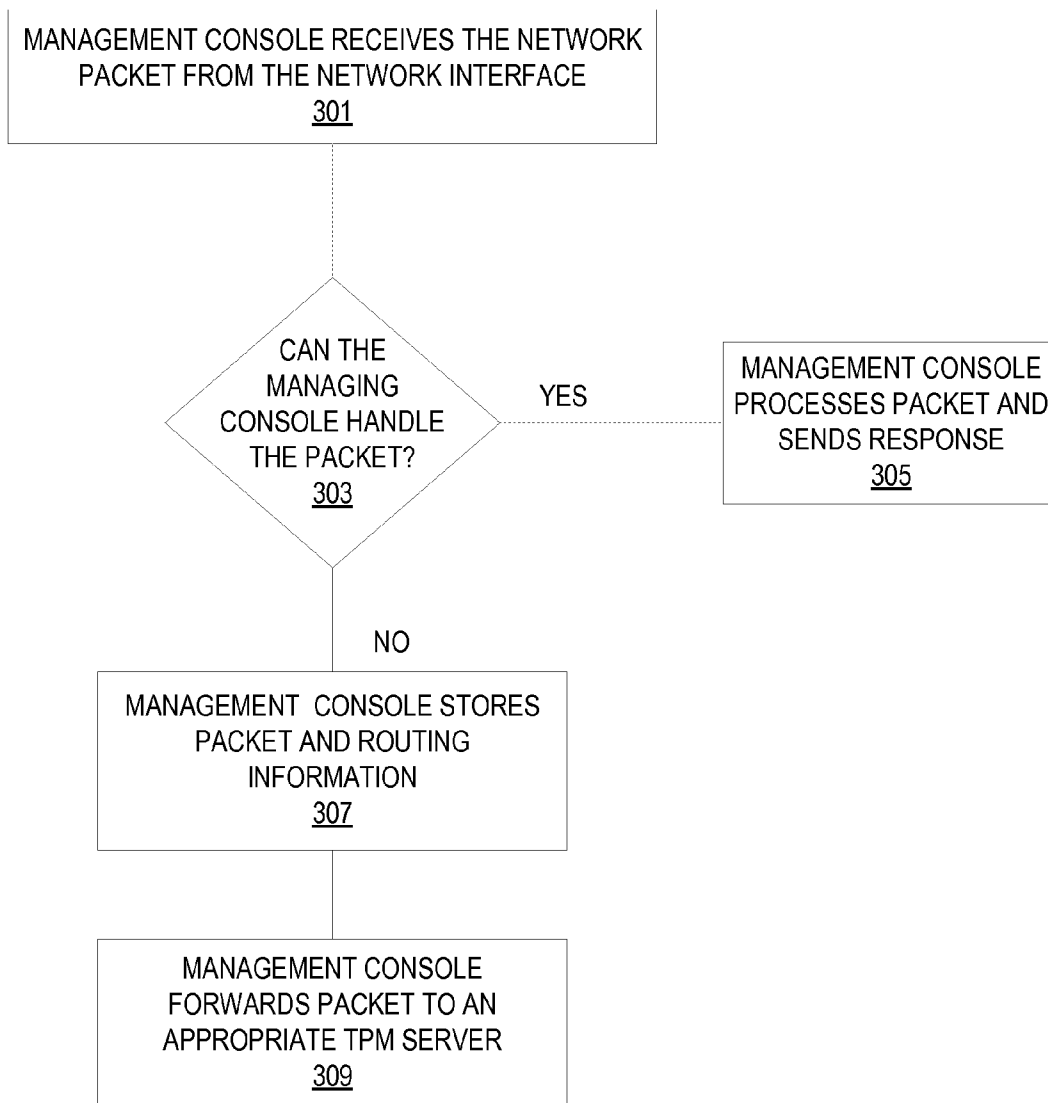 MANAGEMENT CONSOLE RECEIVES THE NETWORK
PACKET FROM THE NETWORK INTERFACE
301
CAN THE
MANAGING
CONSOLE HANDLE
THE PACKET?
303
YES
MANAGEMENT CONSOLE
PROCESSES PACKET AND
SENDS RESPONSE
305
NO
MANAGEMENT CONSOLE STORES
PACKET AND ROUTING
INFORMATION
307
MANAGEMENT CONSOLE
FORWARDS PACKET TO AN
APPROPRIATE TPM SERVER
309